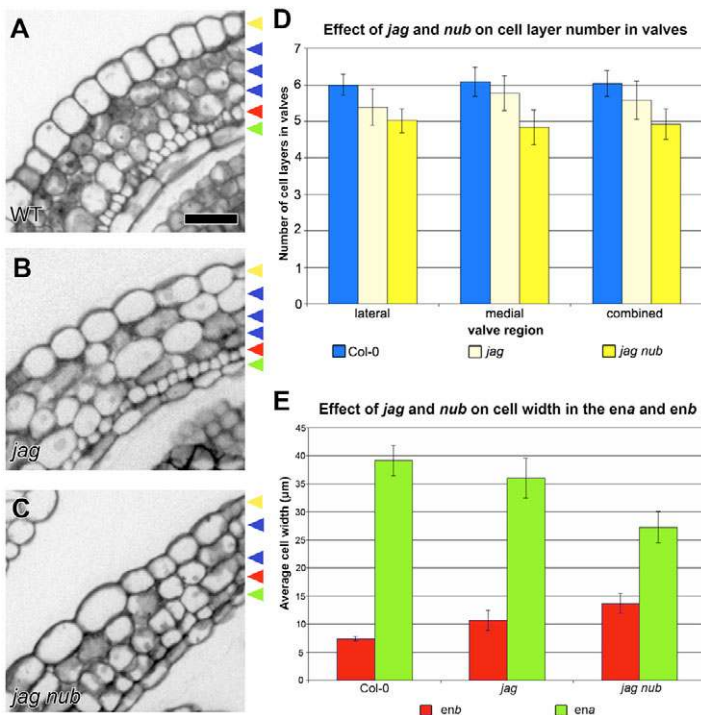 A
WT
B
jag
C
jag nub
D
Effect of jag and nub on cell layer number in valves
Number of cell layers in valves
7
6
5
4
3
2
1
0
lateral medial combined
valve region
Col-0 jag jag nub
E
Effect of jag and nub on cell width in the ena and enb
Average cell width (μm)
45
40
35
30
25
20
15
10
5
0
Col-0 jag jag nub
enb ena